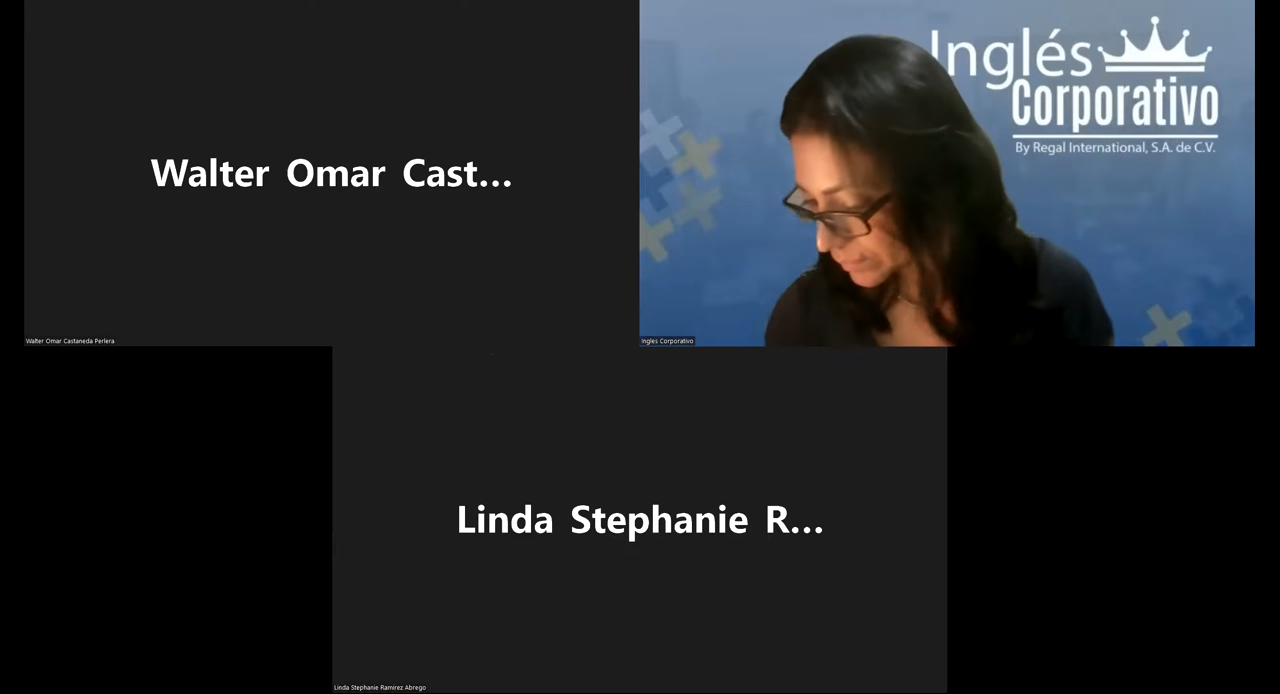 Walter Omar Cast...
Walter Omar Castaneda Perlera
Inglés
Corporativo
By Regal International, S.A. de C.V.
Ingles Corporativo
Linda Stephanie R...
Linda Stephanie Ramirez Abrego